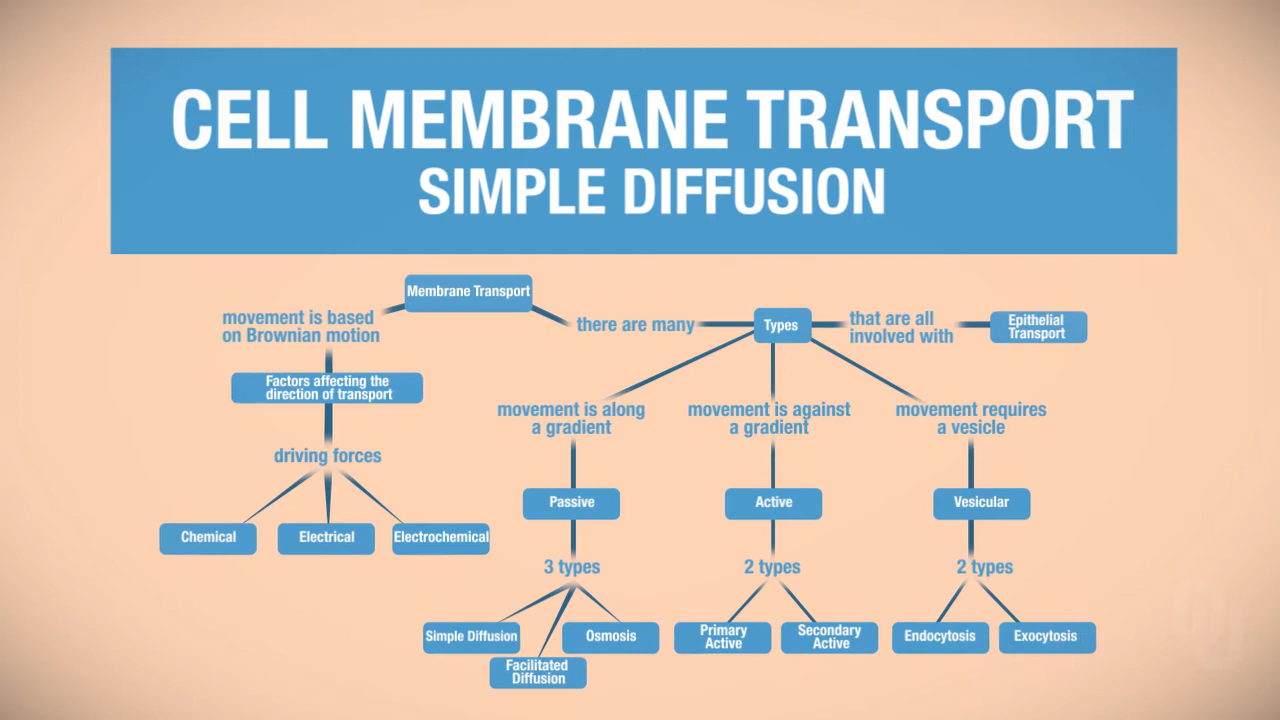 CELL MEMBRANE TRANSPORT
SIMPLE DIFFUSION
Membrane Transport
movement is based
on Brownian motion
there are many
Types
that are all
involved with
Epithelial
Transport
Factors affecting the
direction of transport
driving forces
Chemical
Electrical
Electrochemical
movement is along
a gradient
movement is against
a gradient
movement requires
a vesicle
Passive
Active
Vesicular
3 types
2 types
2 types
Simple Diffusion
Facilitated
Diffusion
Osmosis
Primary
Active
Secondary
Active
Endocytosis
Exocytosis